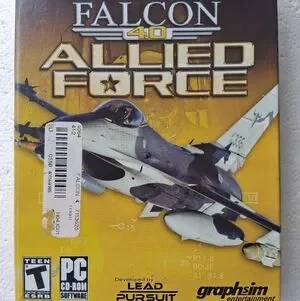 FALCON
4.0
ALLIED
FORCE
TEEN
T
ESRB
PC
CD-ROM
SOFTWARE
Developed by
LEAD
PURSUIT
graphsim
entertainment